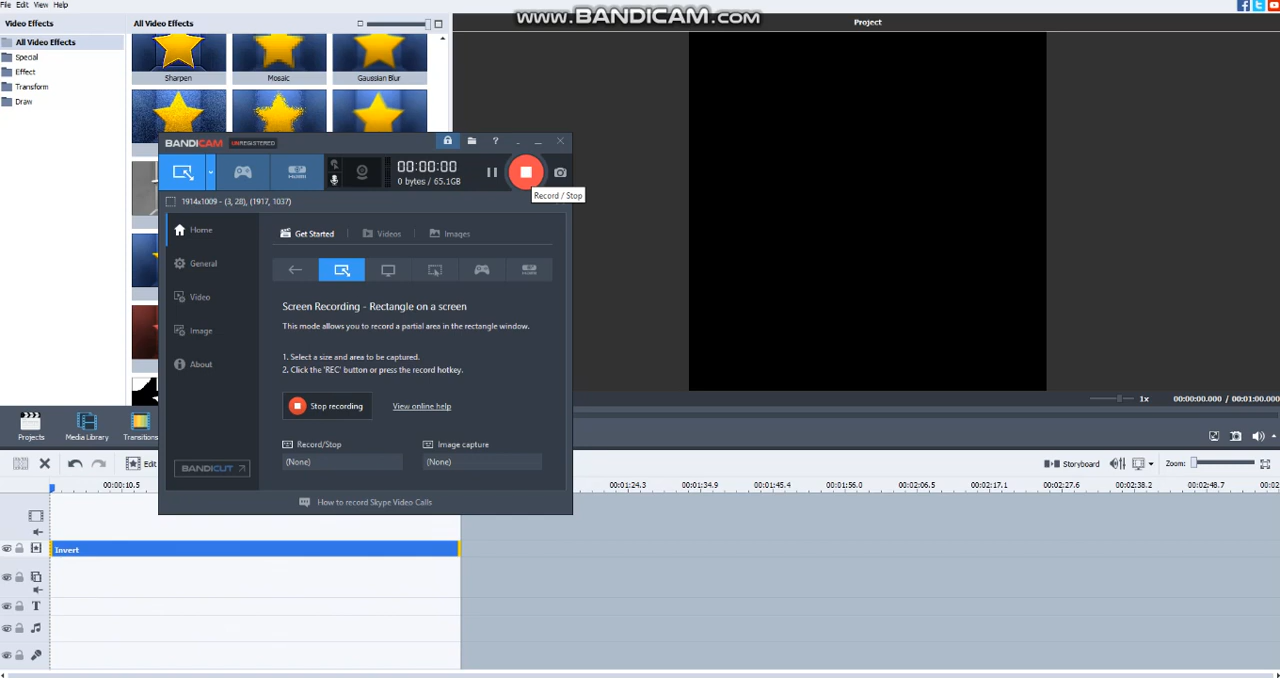 File Edit View Help
www.BANDICAM.com
Video Effects
All Video Effects
Project
All Video Effects
Special
Effect
Transform
Draw
Sharpen
Mosaic
Gaussian Blur
BANDICAM UNREGISTERED
?
HDMI
00:00:00
0 bytes / 65.1GB
Record / Stop
1914x1009 - (3, 28), (1917, 1037)
Home
General
Video
Image
About
BANDICUT
Get Started
Videos
Images
Screen Recording - Rectangle on a screen
This mode allows you to record a partial area in the rectangle window.
1. Select a size and area to be captured.
2. Click the 'REC' button or press the record hotkey.
Stop recording
View online help
Record/Stop
Image capture
(None)
(None)
How to record Skype Video Calls
1x
00:00:00.000 / 00:01:00.000
Projects
Media Library
Transitions
Edit
Storyboard
Zoom:
00:00:10.5
00:01:24.3
00:01:34.9
00:01:45.4
00:01:56.0
00:02:06.5
00:02:17.1
00:02:27.6
00:02:38.2
00:02:48.7
00:02
Invert
T